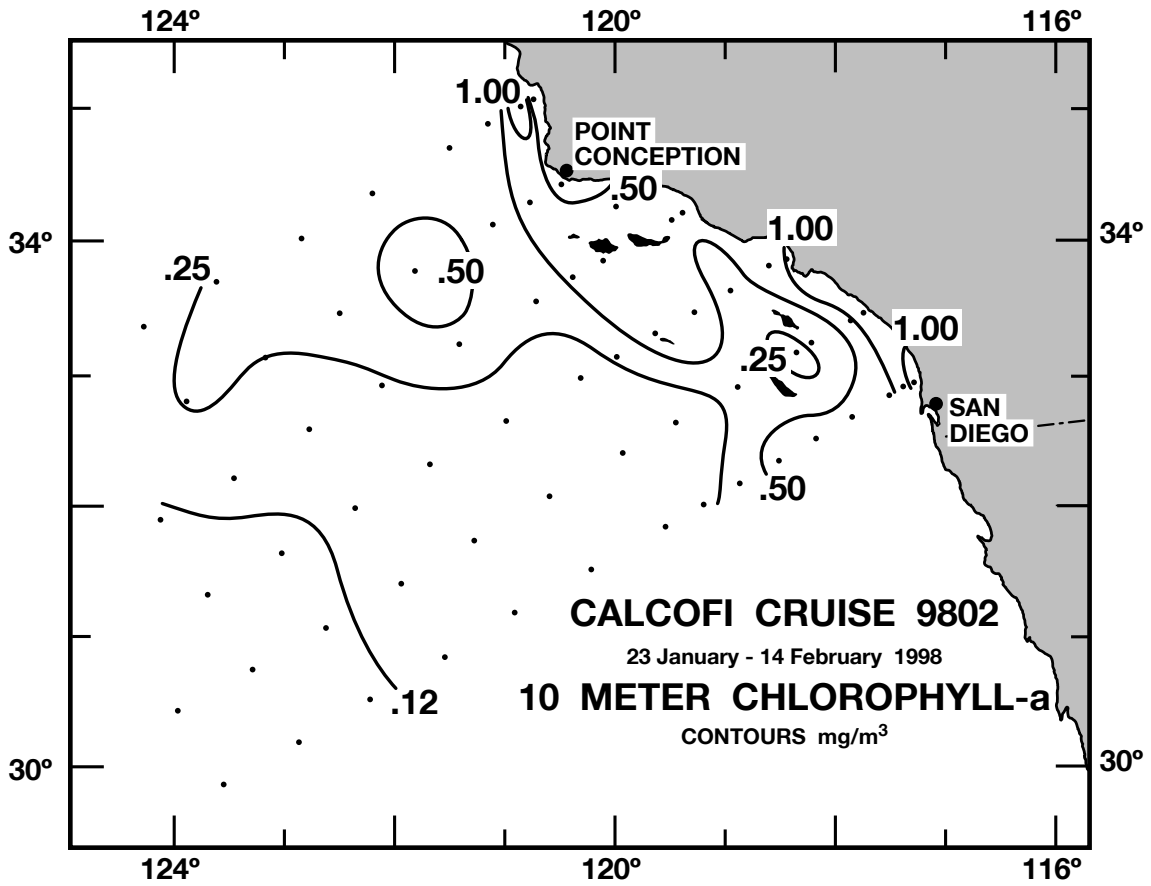 124º 120º 116º
1.00
POINT
CONCEPTION
.50
1.00
34º 34º
.25 .50
1.00
.25
SAN
DIEGO
.50
CALCOFI CRUISE 9802
23 January - 14 February 1998
10 METER CHLOROPHYLL-a
.12
CONTOURS mg/m³
30º 30º
124º 120º 116º